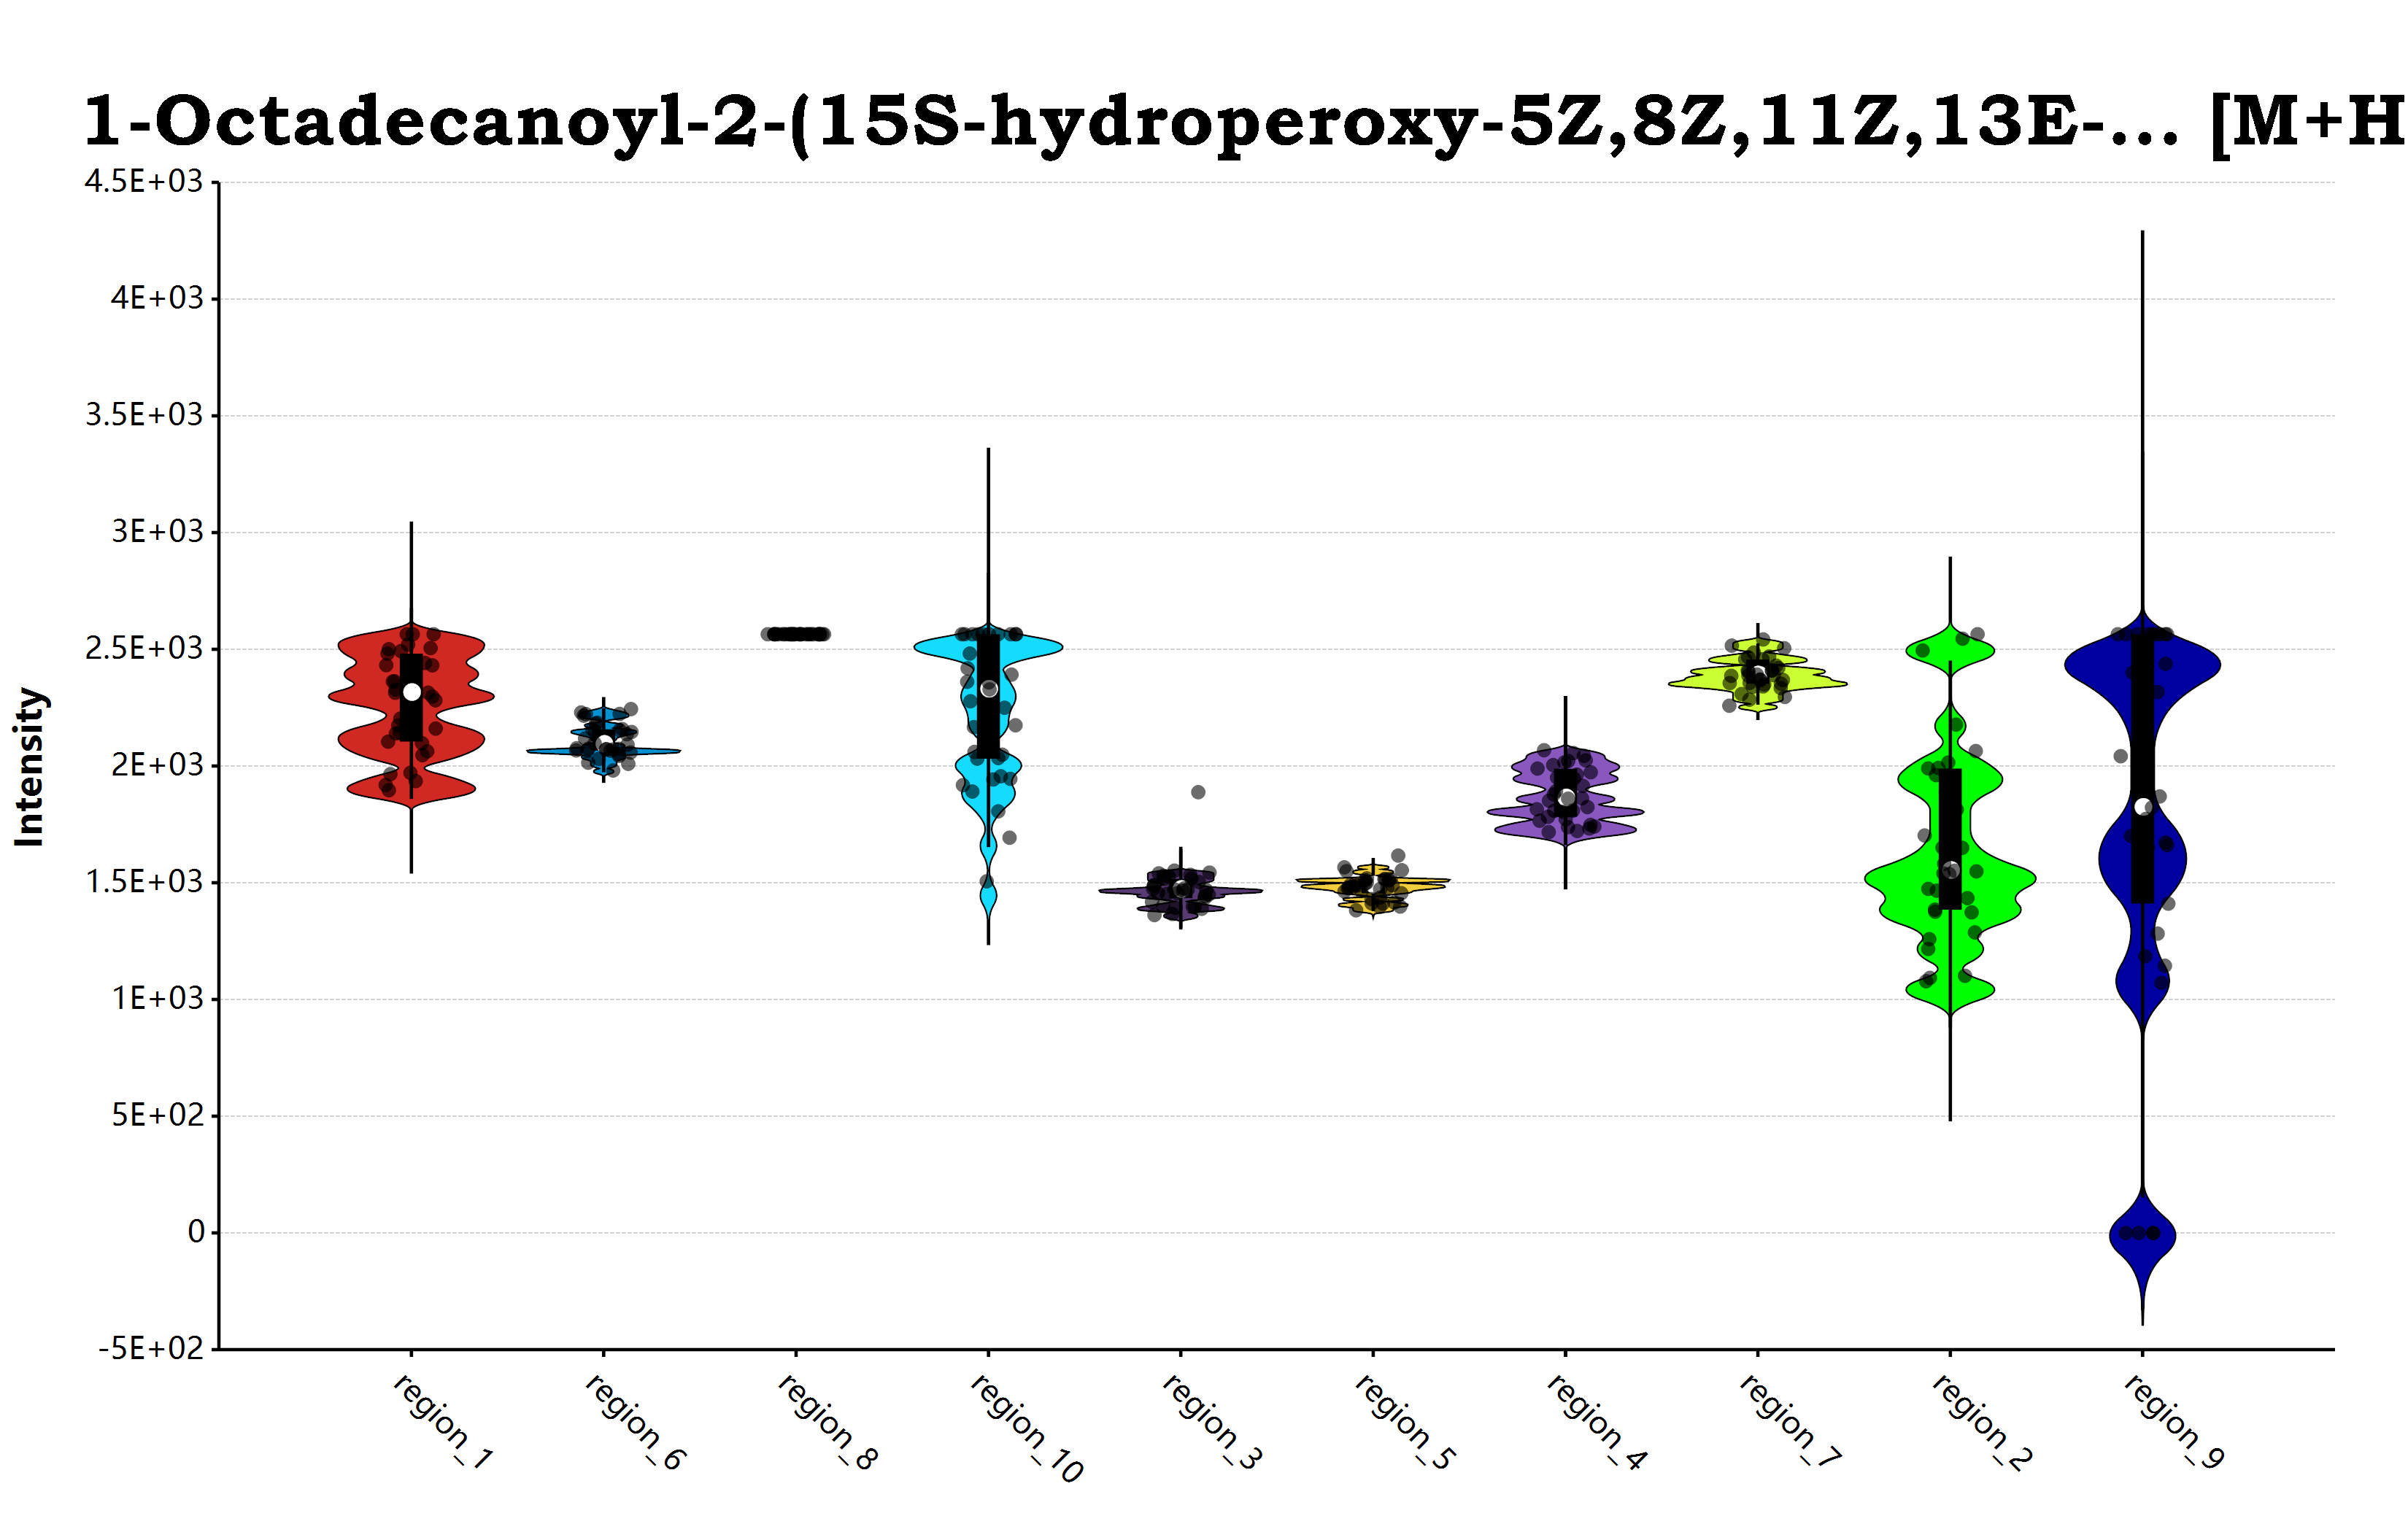 1-Octadecanoyl-2-(15S-hydroperoxy-5Z,8Z,11Z,13E-... [M+H
4.5E+03
4E+03
3.5E+03
3E+03
2.5E+03
2E+03
1.5E+03
1E+03
5E+02
0
-5E+02
Intensity
region_1
region_6
region_8
region_10
region_3
region_5
region_4
region_7
region_2
region_9